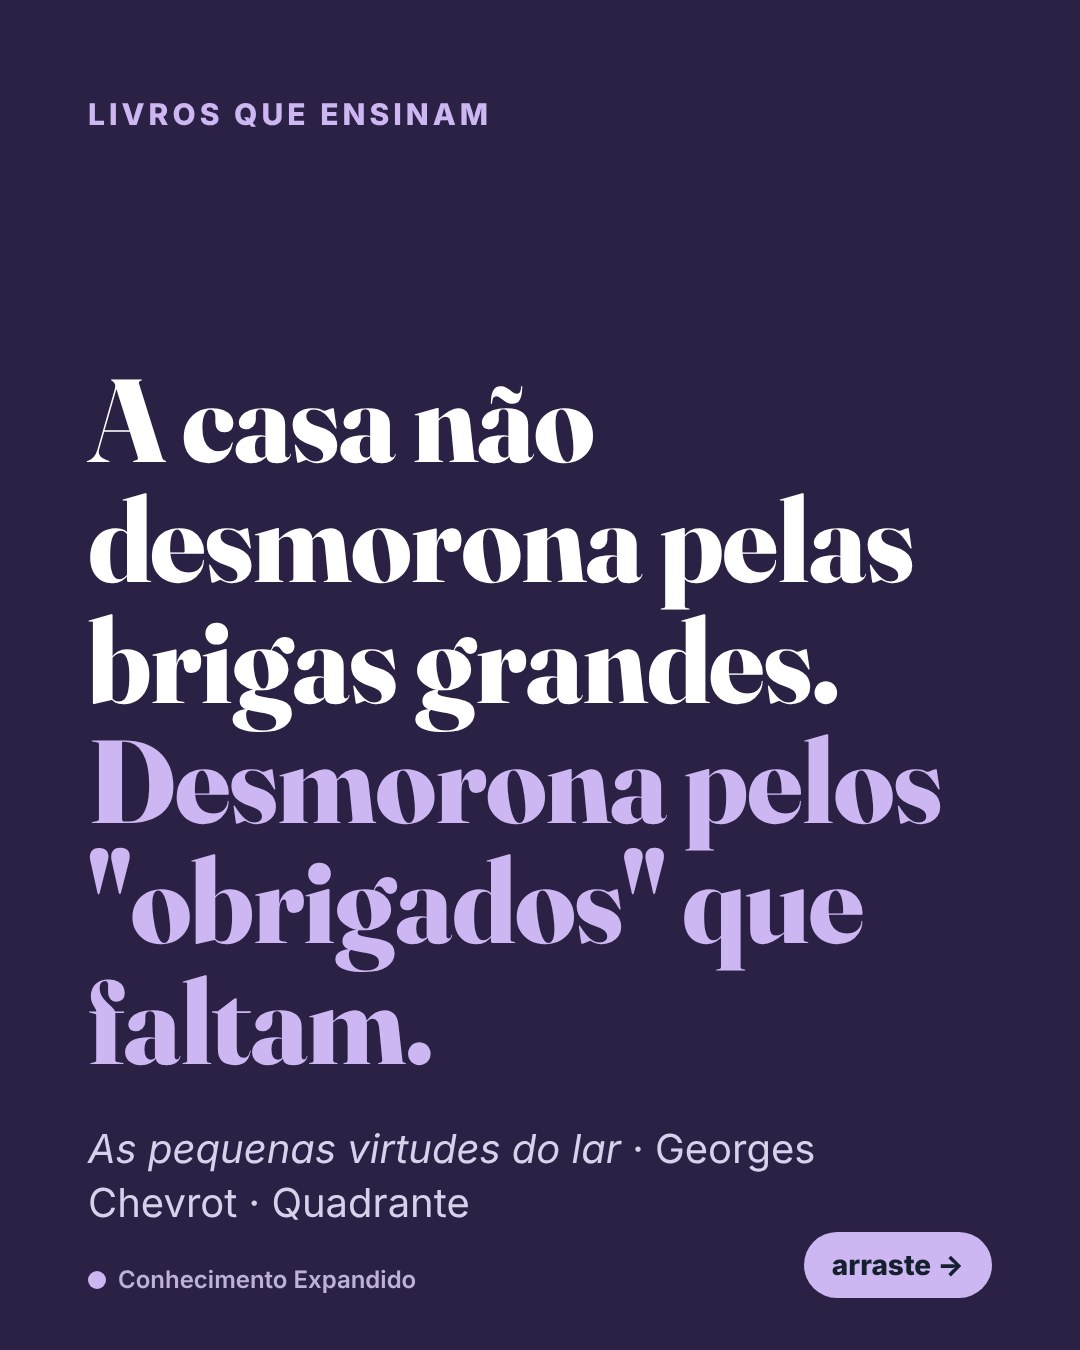 LIVROS QUE ENSINAM
A casa não
desmorona pelas
brigas grandes.
Desmorona pelos
"obrigados" que
faltam.
As pequenas virtudes do lar · Georges
Chevrot · Quadrante
Conhecimento Expandido
arraste →